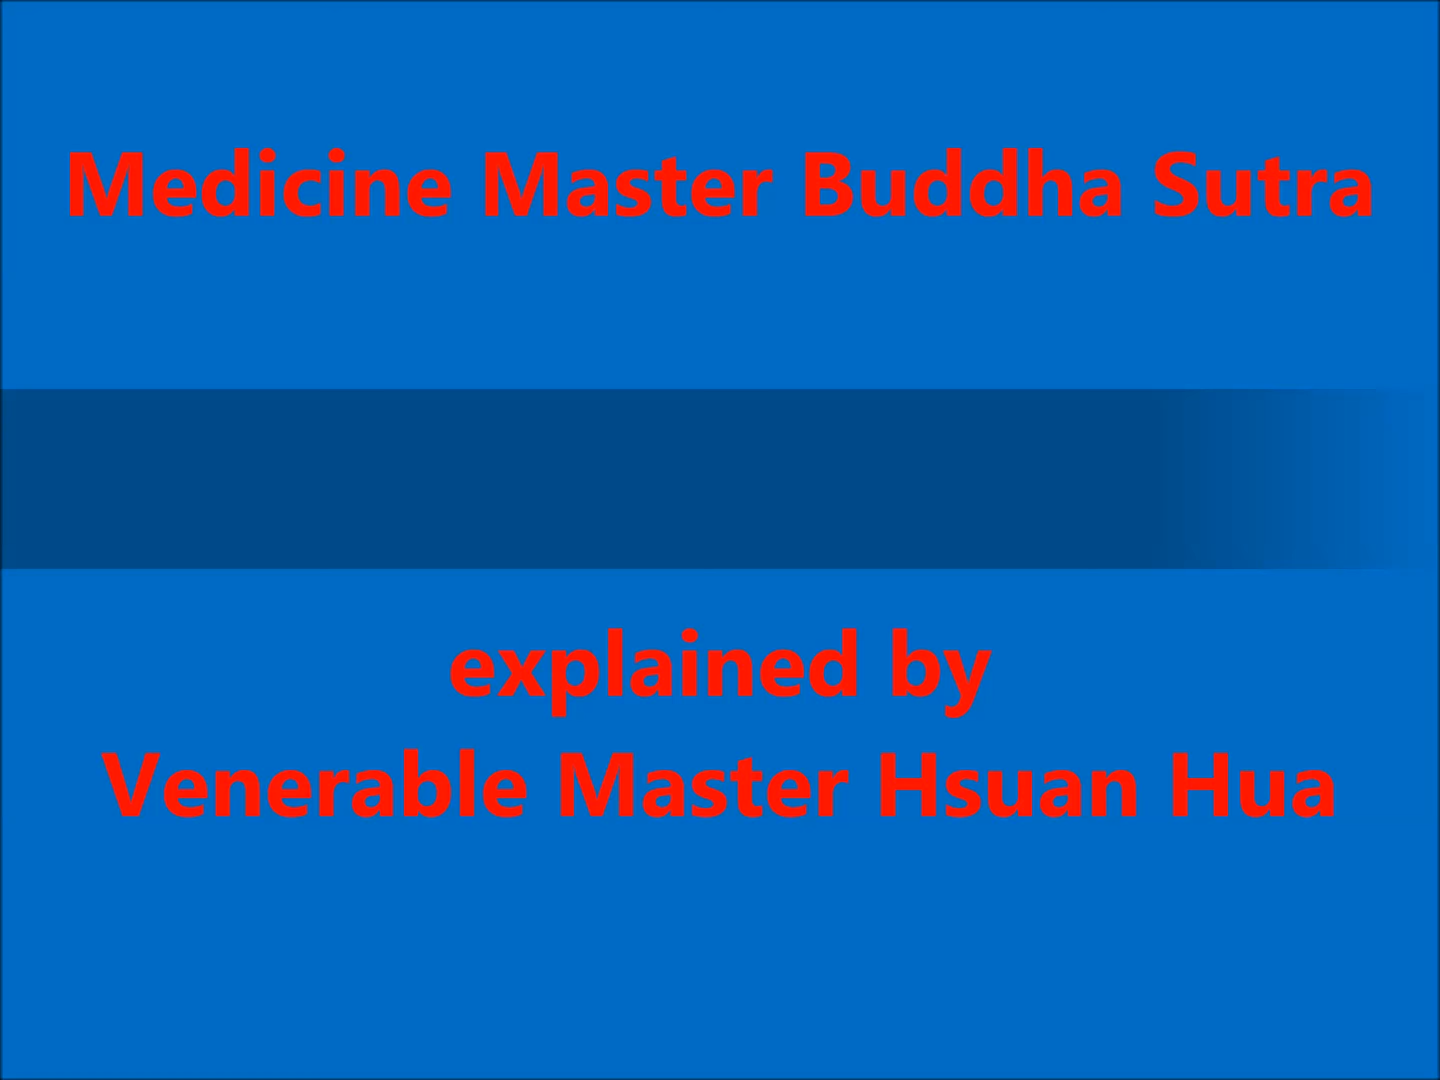 Medicine Master Buddha Sutra
explained by
Venerable Master Hsuan Hua